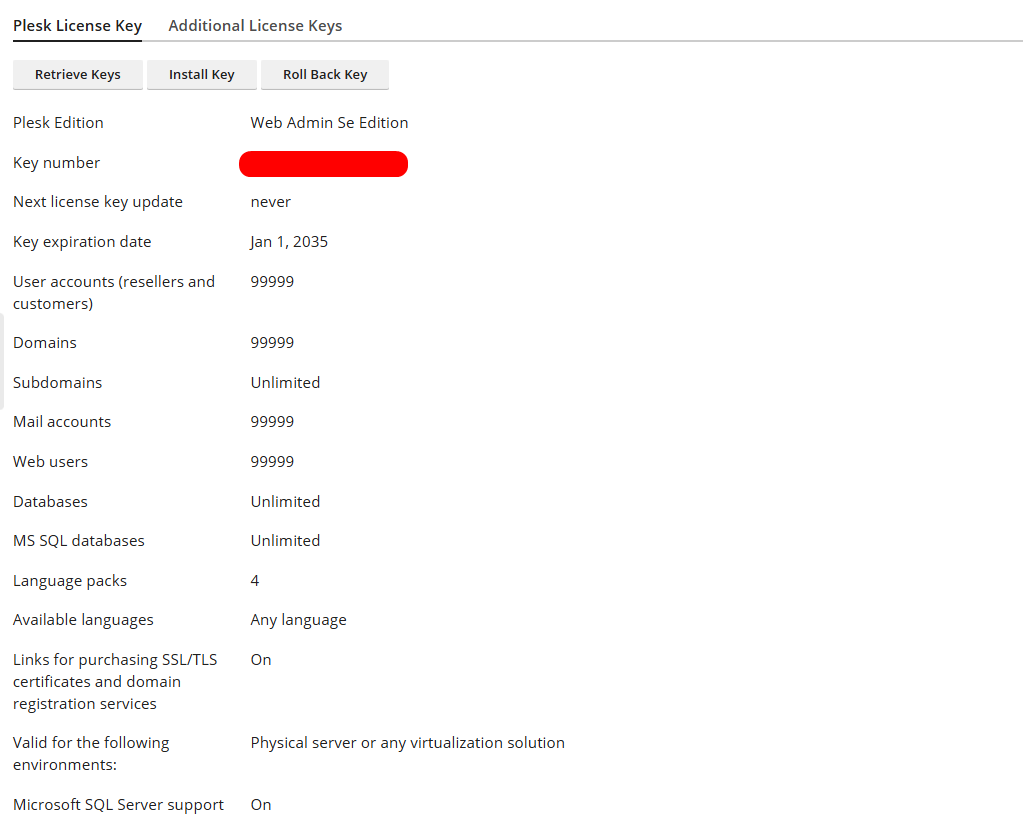 Plesk License Key Additional License Keys
Retrieve Keys Install Key Roll Back Key
Plesk Edition Web Admin Se Edition
Key number
Next license key update never
Key expiration date Jan 1, 2035
User accounts (resellers and 99999
customers)
Domains 99999
Subdomains Unlimited
Mail accounts 99999
Web users 99999
Databases Unlimited
MS SQL databases Unlimited
Language packs 4
Available languages Any language
Links for purchasing SSL/TLS On
certificates and domain
registration services
Valid for the following Physical server or any virtualization solution
environments:
Microsoft SQL Server support On